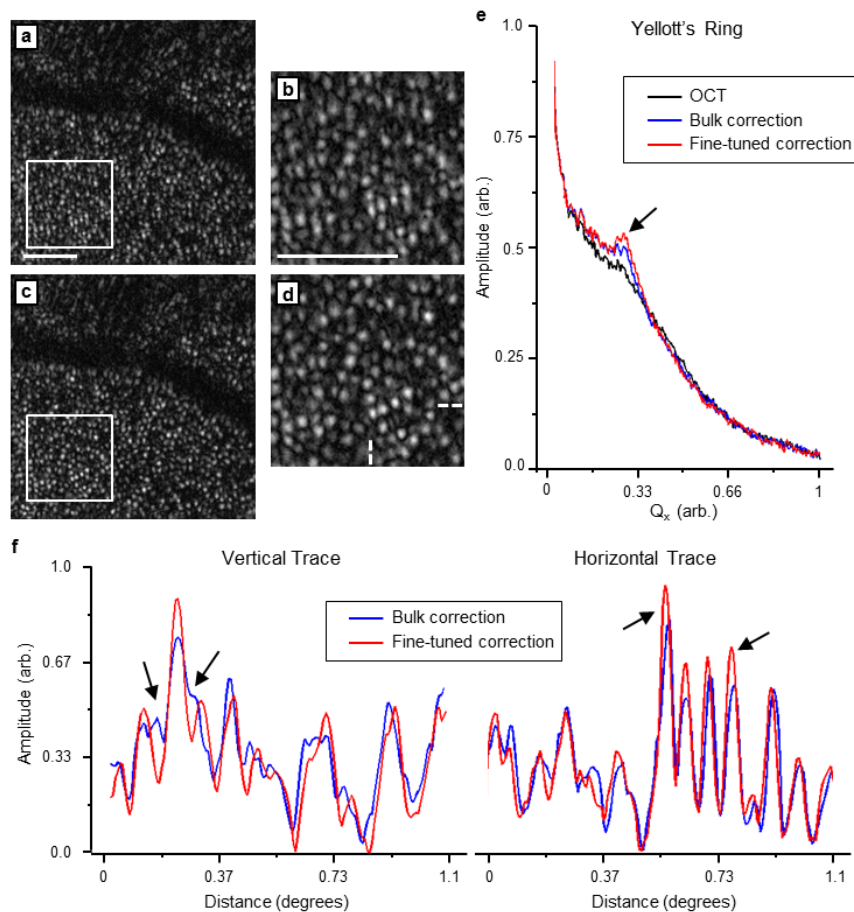 a
b
c
d
e
Yellott's Ring
OCT
Bulk correction
Fine-tuned correction
Amplitude (arb.)
1.0
0.75
0.5
0.25
0.0
0
0.33
0.66
1
Qx (arb.)
f
Vertical Trace
Horizontal Trace
Bulk correction
Fine-tuned correction
Amplitude (arb.)
1.0
0.67
0.33
0.0
0
0.37
0.73
1.1
0
0.37
0.73
1.1
Distance (degrees)
Distance (degrees)